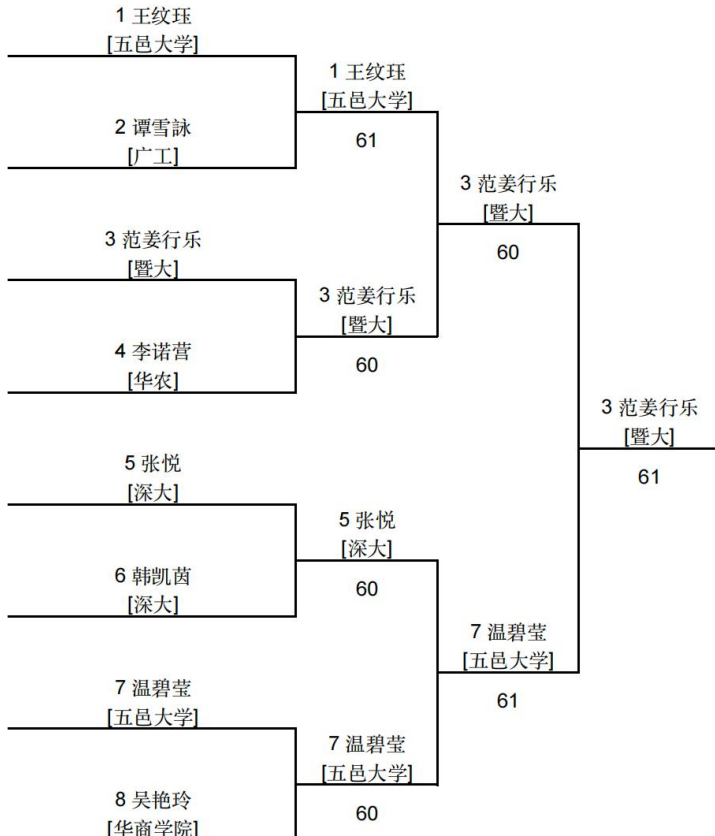 1 王纹珏
[五邑大学]
1 王纹珏
[五邑大学]
2 谭雪詠
[广工]
61
3 范姜行乐
[暨大]
3 范姜行乐
[暨大]
60
3 范姜行乐
[暨大]
4 李诺营
[华农]
60
3 范姜行乐
[暨大]
5 张悦
[深大]
61
5 张悦
[深大]
6 韩凯茵
[深大]
60
7 温碧莹
[五邑大学]
7 温碧莹
[五邑大学]
61
7 温碧莹
[五邑大学]
8 吴艳玲
[华商学院]
60